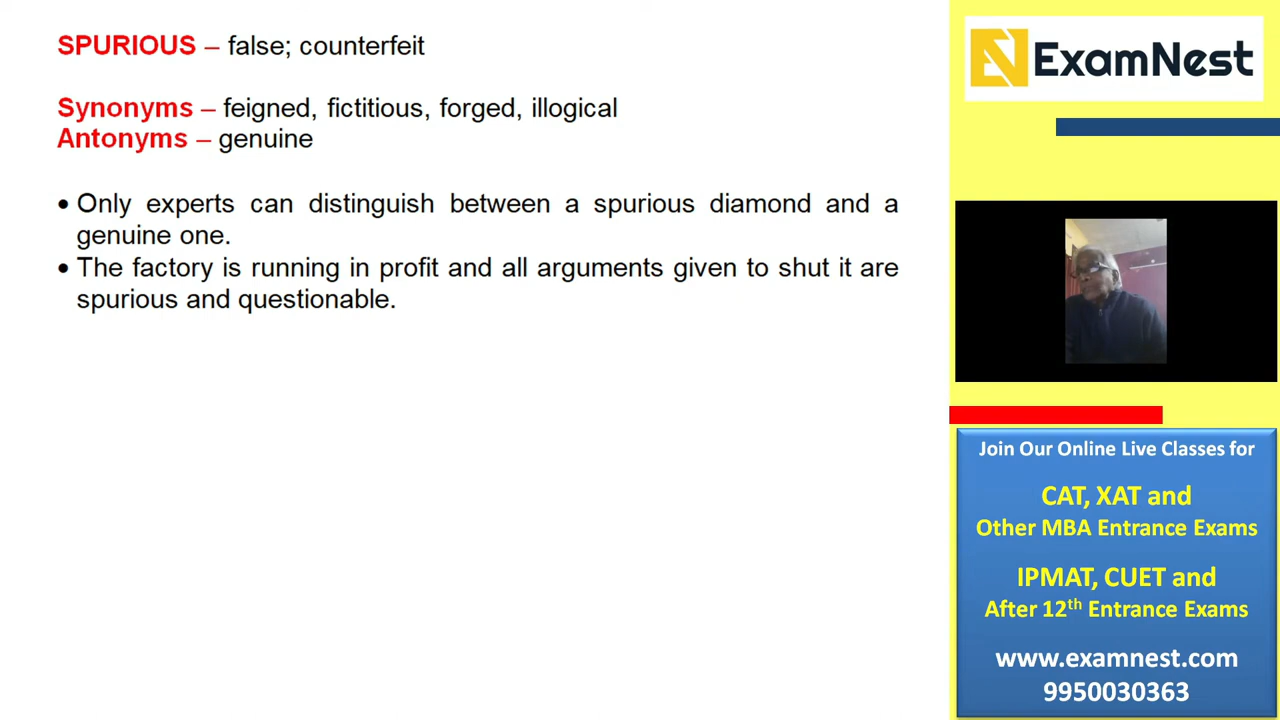 SPURIOUS – false; counterfeit
Synonyms – feigned, fictitious, forged, illogical
Antonyms – genuine
• Only experts can distinguish between a spurious diamond and a
genuine one.
• The factory is running in profit and all arguments given to shut it are
spurious and questionable.
ExamNest
Join Our Online Live Classes for
CAT, XAT and
Other MBA Entrance Exams
IPMAT, CUET and
After 12th Entrance Exams
www.examnest.com
9950030363